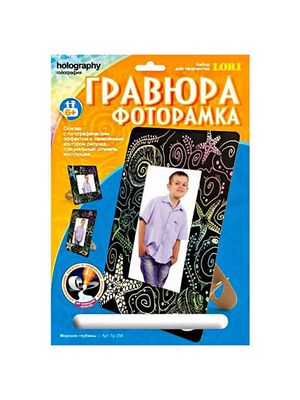 holography
голография
Набор
для творчества
LORI
6+
ГРАВЮРА
ФОТОРАМКА
Основа
с голографическим
эффектом и нанесенным
контуром рисунка,
специальный штихель,
инструкция
Морские глубины | Арт. Гр-258